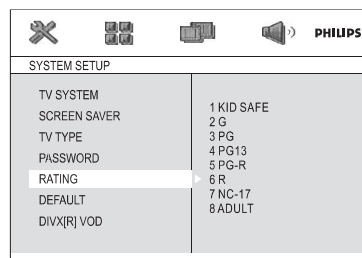 PHILIPS
SYSTEM SETUP
TV SYSTEM
SCREEN SAVER
TV TYPE
PASSWORD
RATING
DEFAULT
DIVX[R] VOD
1 KID SAFE
2 G
3 PG
4 PG13
5 PG-R
6 R
7 NC-17
8 ADULT